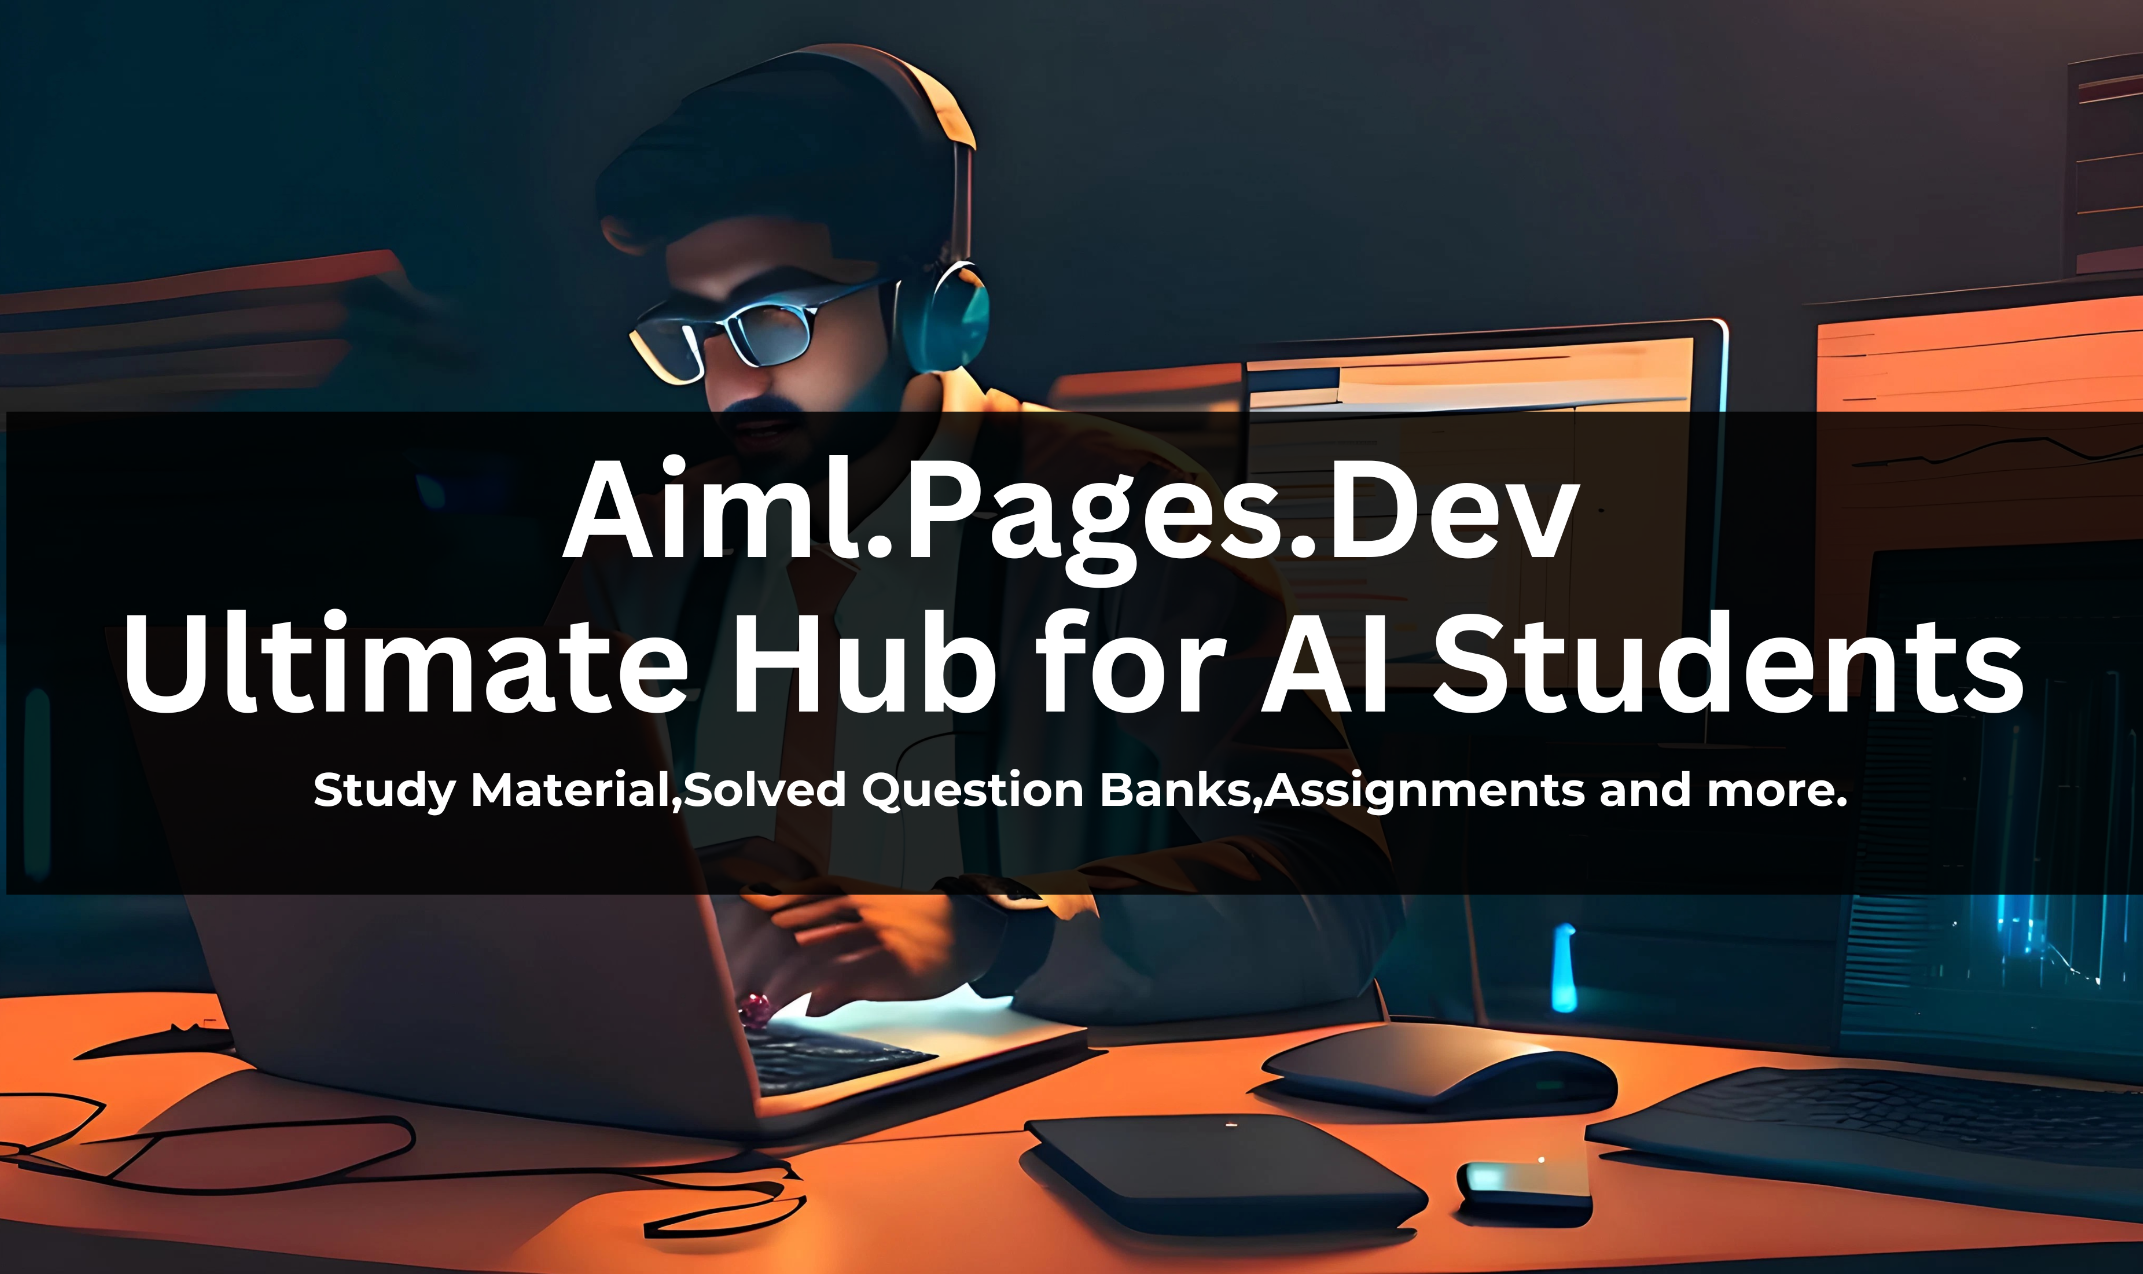 Aiml.Pages.Dev
Ultimate Hub for AI Students
Study Material,Solved Question Banks,Assignments and more.